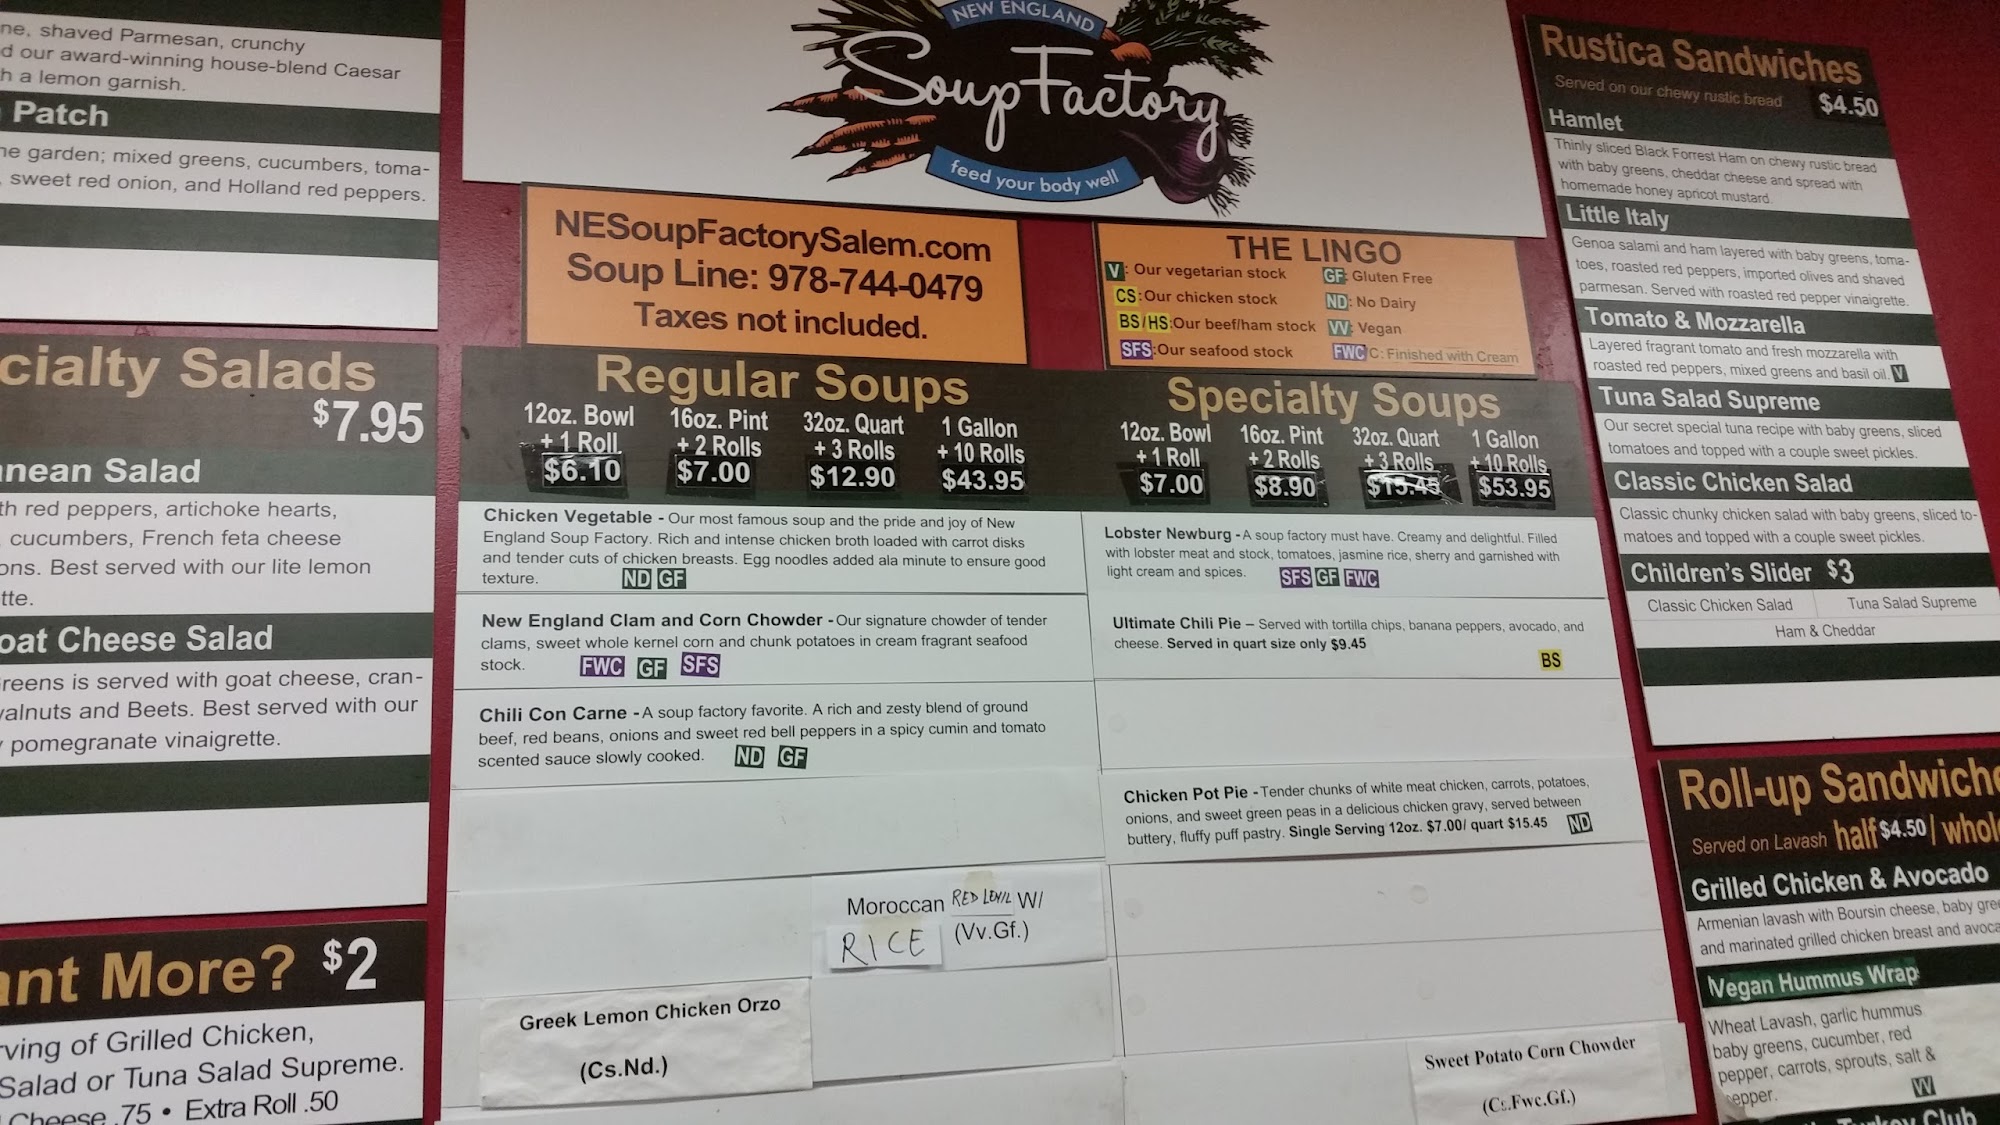 ne, shaved Parmesan, crunchy
d our award-winning house-blend Caesar
h a lemon garnish.
Patch
he garden; mixed greens, cucumbers, toma-
, sweet red onion, and Holland red peppers.
cialty Salads
$7.95
anean Salad
th red peppers, artichoke hearts,
, cucumbers, French feta cheese
ons. Best served with our lite lemon
tte.
oat Cheese Salad
reens is served with goat cheese, cran-
valnuts and Beets. Best served with our
y pomegranate vinaigrette.
ant More? $2
rving of Grilled Chicken,
Salad or Tuna Salad Supreme.
Cheese .75 • Extra Roll .50
NEW ENGLAND
Soup Factory
feed your body well
NESoupFactorySalem.com
Soup Line: 978-744-0479
Taxes not included.
THE LINGO
V: Our vegetarian stock
CS: Our chicken stock
BS/HS: Our beef/ham stock
SFS: Our seafood stock
GF: Gluten Free
ND: No Dairy
VV: Vegan
FWC C: Finished with Cream
Regular Soups
12oz. Bowl 16oz. Pint 32oz. Quart 1 Gallon
+ 1 Roll + 2 Rolls + 3 Rolls + 10 Rolls
$6.10 $7.00 $12.90 $43.95
Chicken Vegetable - Our most famous soup and the pride and joy of New
England Soup Factory. Rich and intense chicken broth loaded with carrot disks
and tender cuts of chicken breasts. Egg noodles added ala minute to ensure good
texture. ND GF
New England Clam and Corn Chowder - Our signature chowder of tender
clams, sweet whole kernel corn and chunk potatoes in cream fragrant seafood
stock. FWC GF SFS
Chili Con Carne - A soup factory favorite. A rich and zesty blend of ground
beef, red beans, onions and sweet red bell peppers in a spicy cumin and tomato
scented sauce slowly cooked. ND GF
Moroccan RED LENIL W/
RICE (Vv.Gf.)
Greek Lemon Chicken Orzo
(Cs.Nd.)
Specialty Soups
12oz. Bowl 16oz. Pint 32oz. Quart 1 Gallon
+ 1 Roll + 2 Rolls + 3 Rolls + 10 Rolls
$7.00 $8.90 $15.45 $53.95
Lobster Newburg - A soup factory must have. Creamy and delightful. Filled
with lobster meat and stock, tomatoes, jasmine rice, sherry and garnished with
light cream and spices. SFS GF FWC
Ultimate Chili Pie – Served with tortilla chips, banana peppers, avocado, and
cheese. Served in quart size only $9.45
BS
Chicken Pot Pie - Tender chunks of white meat chicken, carrots, potatoes,
onions, and sweet green peas in a delicious chicken gravy, served between
buttery, fluffy puff pastry. Single Serving 12oz. $7.00/ quart $15.45 ND
Sweet Potato Corn Chowder
(Cs.Fwc.Gf.)
Rustica Sandwiches
Served on our chewy rustic bread $4.50
Hamlet
Thinly sliced Black Forrest Ham on chewy rustic bread
with baby greens, cheddar cheese and spread with
homemade honey apricot mustard.
Little Italy
Genoa salami and ham layered with baby greens, toma-
toes, roasted red peppers, imported olives and shaved
parmesan. Served with roasted red pepper vinaigrette.
Tomato & Mozzarella
Layered fragrant tomato and fresh mozzarella with
roasted red peppers, mixed greens and basil oil. V
Tuna Salad Supreme
Our secret special tuna recipe with baby greens, sliced
tomatoes and topped with a couple sweet pickles.
Classic Chicken Salad
Classic chunky chicken salad with baby greens, sliced to-
matoes and topped with a couple sweet pickles.
Children's Slider $3
Classic Chicken Salad Tuna Salad Supreme
Ham & Cheddar
Roll-up Sandwiche
Served on Lavash half $4.50 / whol
Grilled Chicken & Avocado
Armenian lavash with Boursin cheese, baby gree
and marinated grilled chicken breast and avoca
Vegan Hummus Wrap
Wheat Lavash, garlic hummus
baby greens, cucumber, red
pepper, carrots, sprouts, salt &
epper. VV
Turkey Club